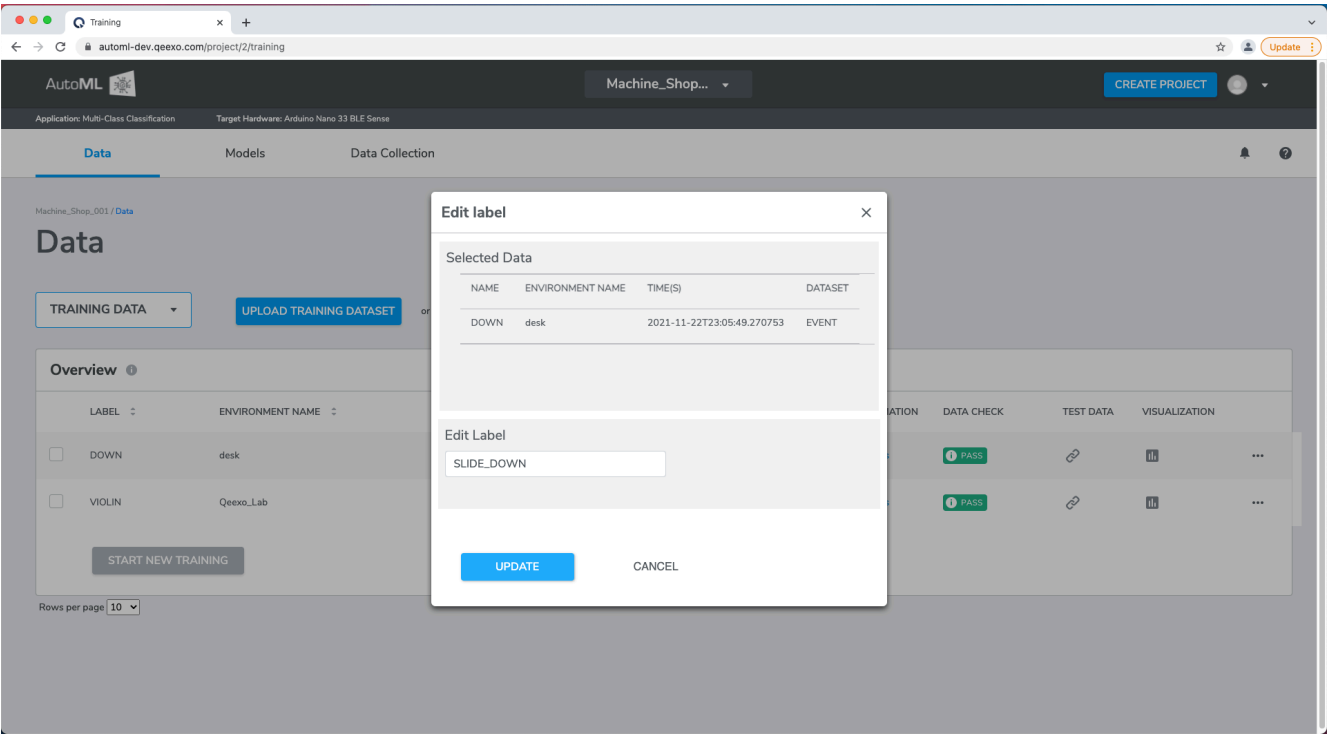 Training
automl-dev.qeexo.com/project/2/training
Update
AutoML
Machine_Shop...
CREATE PROJECT
Application: Multi-Class Classification
Target Hardware: Arduino Nano 33 BLE Sense
Data
Models
Data Collection
Machine_Shop_001 / Data
Data
TRAINING DATA
UPLOAD TRAINING DATASET
or
Overview
LABEL
ENVIRONMENT NAME
DATA CHECK
TEST DATA
VISUALIZATION
DOWN
desk
PASS
VIOLIN
Qeexo_Lab
PASS
START NEW TRAINING
Rows per page 10
Edit label
Selected Data
NAME ENVIRONMENT NAME TIME(S) DATASET
DOWN desk 2021-11-22T23:05:49.270753 EVENT
Edit Label
SLIDE_DOWN
UPDATE
CANCEL